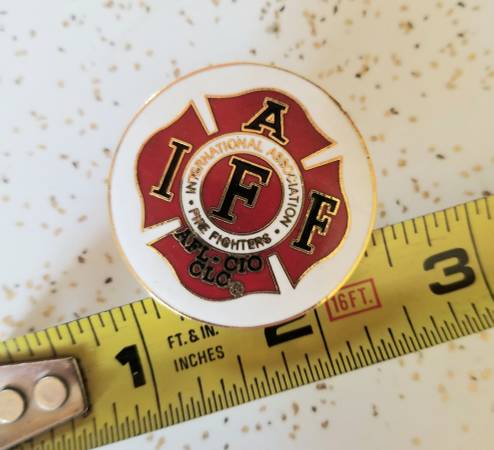 I A F F
INTERNATIONAL ASSOCIATION
• FIRE FIGHTERS •
AFL-CIO
CLC
FT. & IN.
INCHES
1
2
16FT.
3